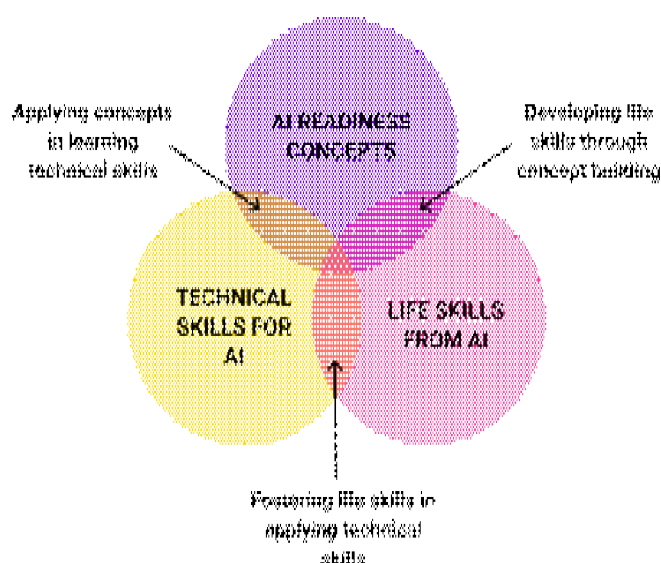 AI READINESS
CONCEPTS
Applying concepts
in learning
technical skills
Developing life
skills through
concept building
TECHNICAL
SKILLS FOR
AI
LIFE SKILLS
FROM AI
Fostering life skills in
applying technical
skills